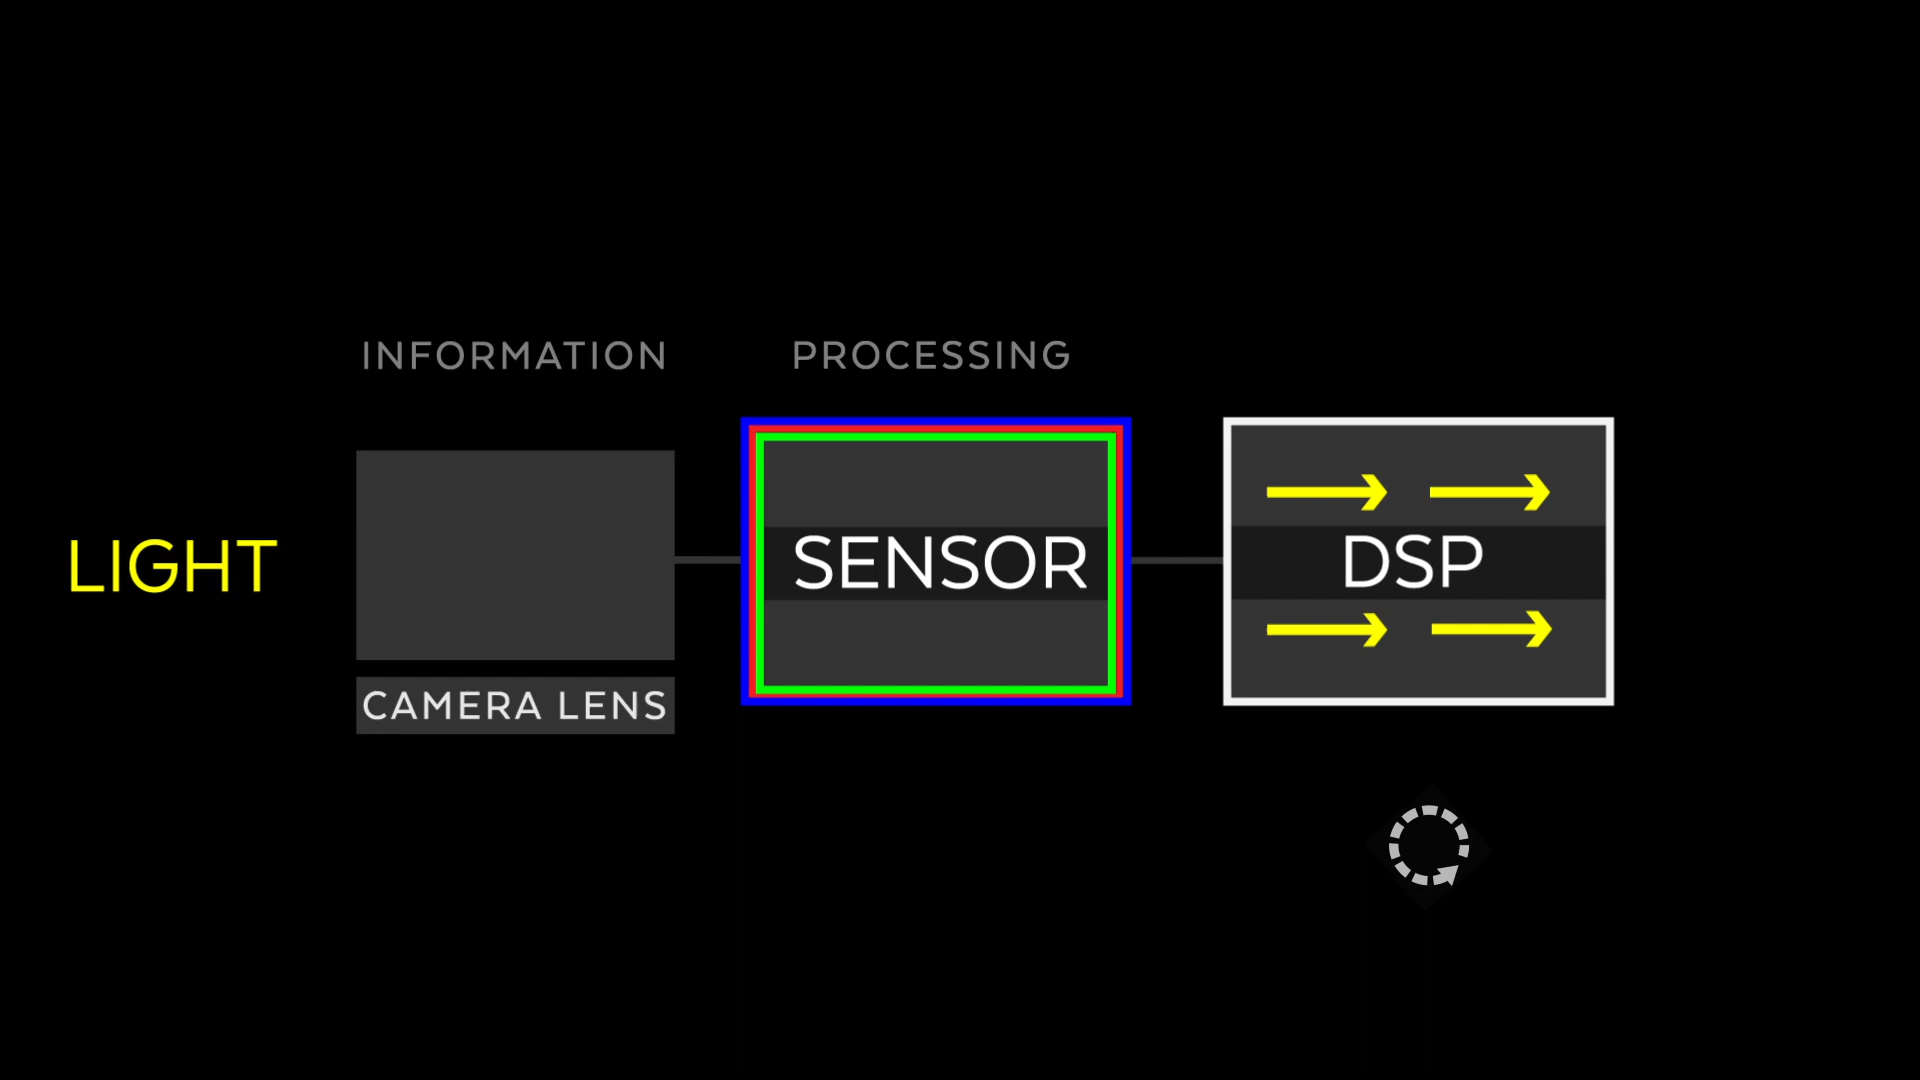 INFORMATION
PROCESSING
LIGHT
SENSOR
DSP
CAMERA LENS